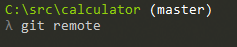 C:\src\calculator (master)
λ git remote